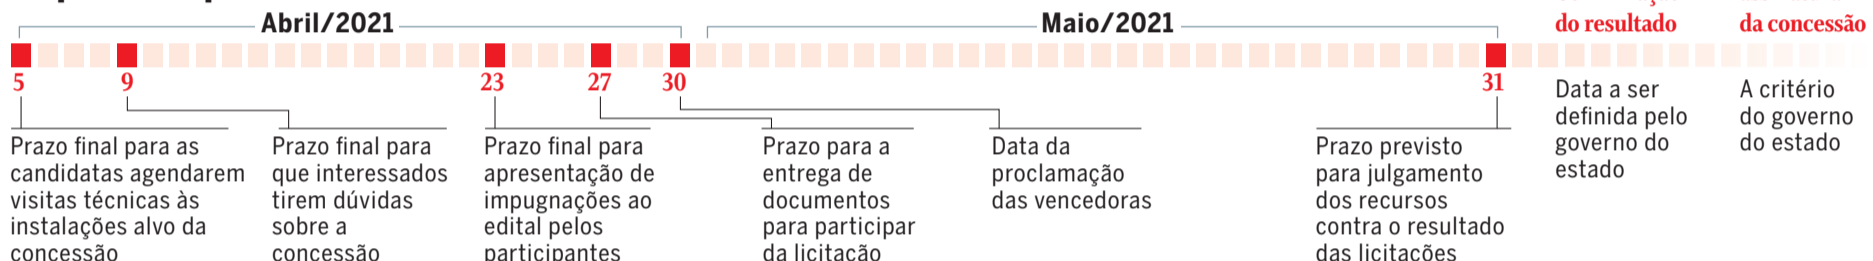 Abril/2021
Maio/2021
do resultado
da concessão
5
9
23
27
30
31
Prazo final para as
candidatas agendarem
visitas técnicas às
instalações alvo da
concessão
Prazo final para
que interessados
tirem dúvidas
sobre a
concessão
Prazo final para
apresentação de
impugnações ao
edital pelos
participantes
Prazo para a
entrega de
documentos
para participar
da licitação
Data da
proclamação
das vencedoras
Prazo previsto
para julgamento
dos recursos
contra o resultado
das licitações
Data a ser
definida pelo
governo do
estado
A critério
do governo
do estado